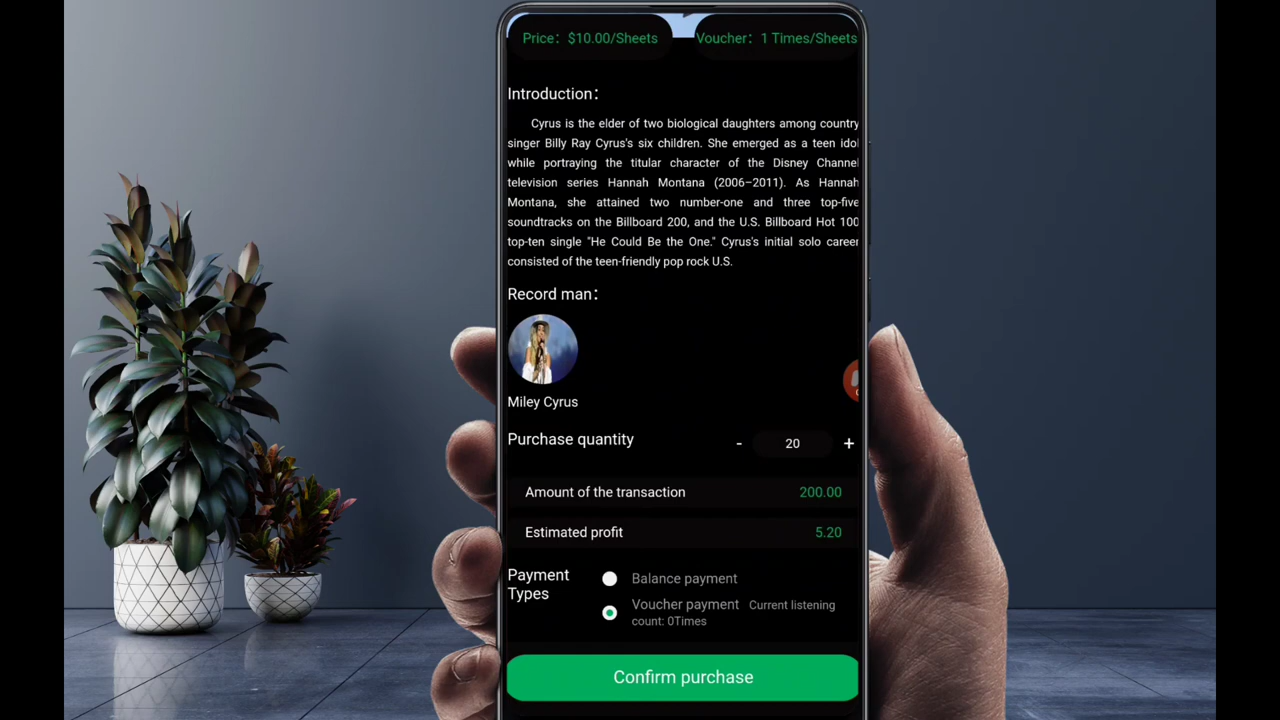 Price： $10.00/Sheets
Voucher： 1 Times/Sheets
Introduction：
Cyrus is the elder of two biological daughters among country
singer Billy Ray Cyrus's six children. She emerged as a teen idol
while portraying the titular character of the Disney Channel
television series Hannah Montana (2006–2011). As Hannah
Montana, she attained two number-one and three top-five
soundtracks on the Billboard 200, and the U.S. Billboard Hot 100
top-ten single "He Could Be the One." Cyrus's initial solo career
consisted of the teen-friendly pop rock U.S.
Record man：
Miley Cyrus
Purchase quantity - 20 +
Amount of the transaction 200.00
Estimated profit 5.20
Payment
Types
Balance payment
Voucher payment Current listening
count: 0Times
Confirm purchase